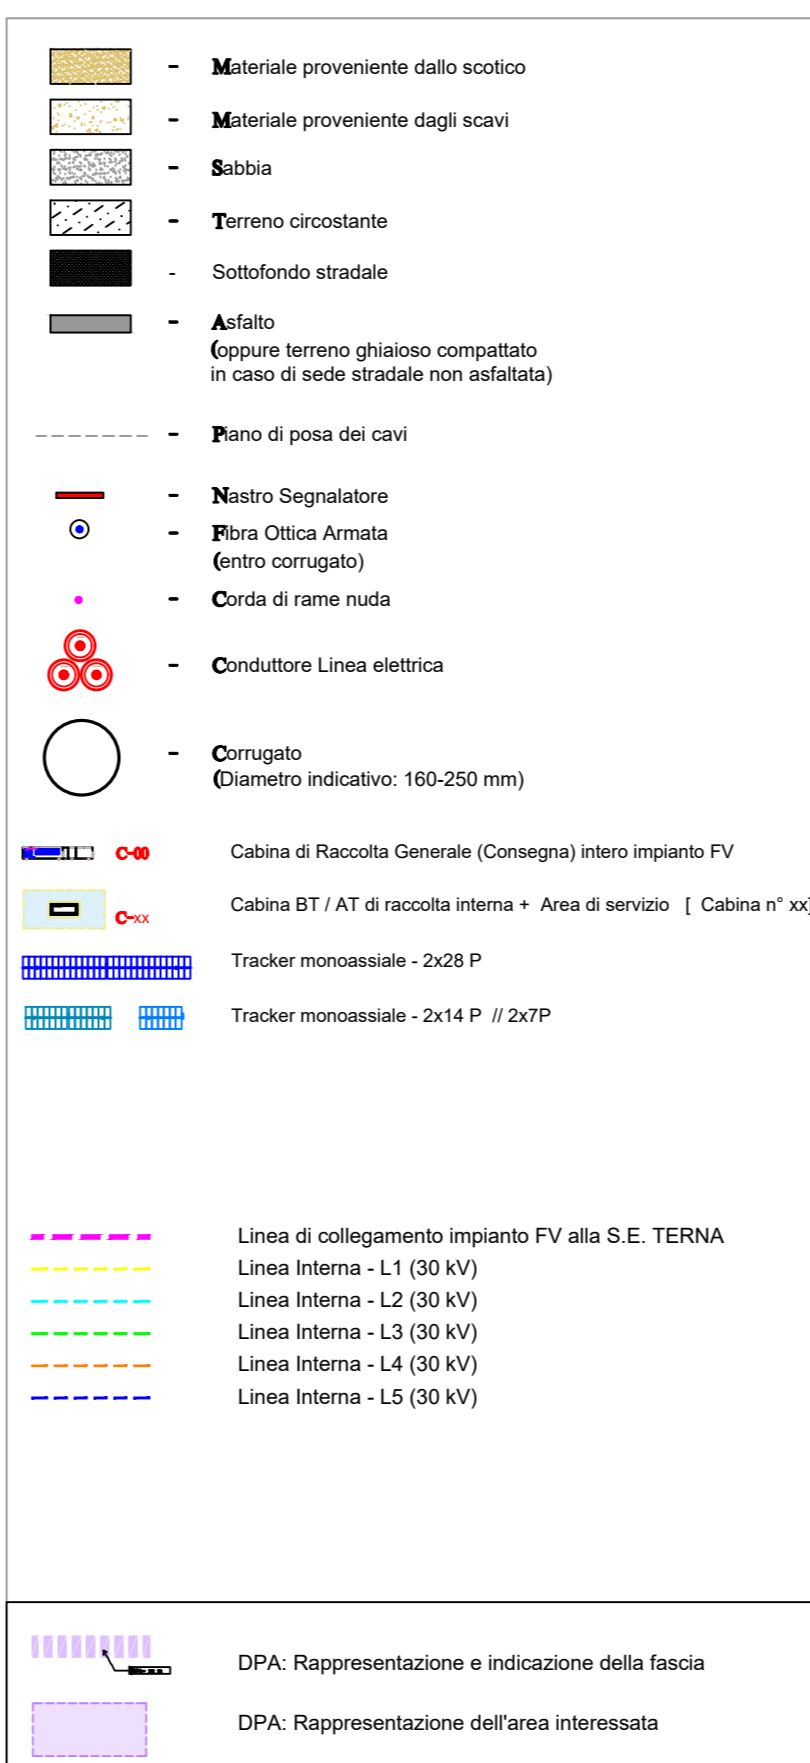 - Materiale proveniente dallo scotico
- Materiale proveniente dagli scavi
- Sabbia
- Terreno circostante
- Sottofondo stradale
- Asfalto
(oppure terreno ghiaioso compattato
in caso di sede stradale non asfaltata)
- Piano di posa dei cavi
- Nastro Segnalatore
- Fibra Ottica Armata
(entro corrugato)
- Corda di rame nuda
- Conduttore Linea elettrica
- Corrugato
(Diametro indicativo: 160-250 mm)
C-00 Cabina di Raccolta Generale (Consegna) intero impianto FV
C-xx Cabina BT / AT di raccolta interna + Area di servizio [ Cabina n° xx]
Tracker monoassiale - 2x28 P
Tracker monoassiale - 2x14 P // 2x7P
Linea di collegamento impianto FV alla S.E. TERNA
Linea Interna - L1 (30 kV)
Linea Interna - L2 (30 kV)
Linea Interna - L3 (30 kV)
Linea Interna - L4 (30 kV)
Linea Interna - L5 (30 kV)
DPA: Rappresentazione e indicazione della fascia
DPA: Rappresentazione dell'area interessata